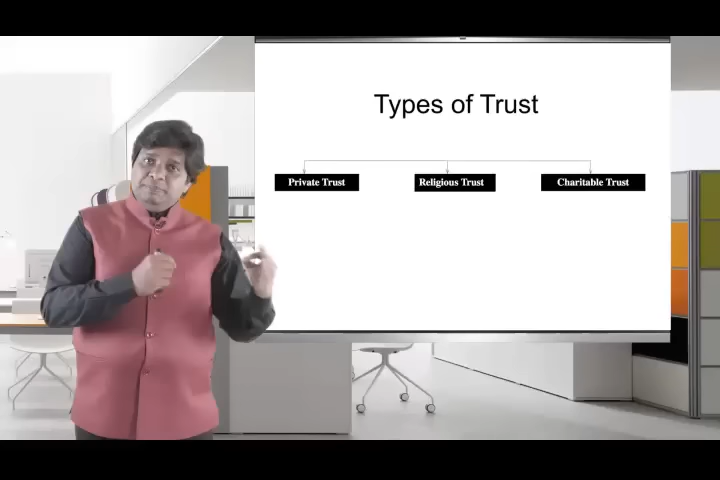 Types of Trust
Private Trust
Religious Trust
Charitable Trust